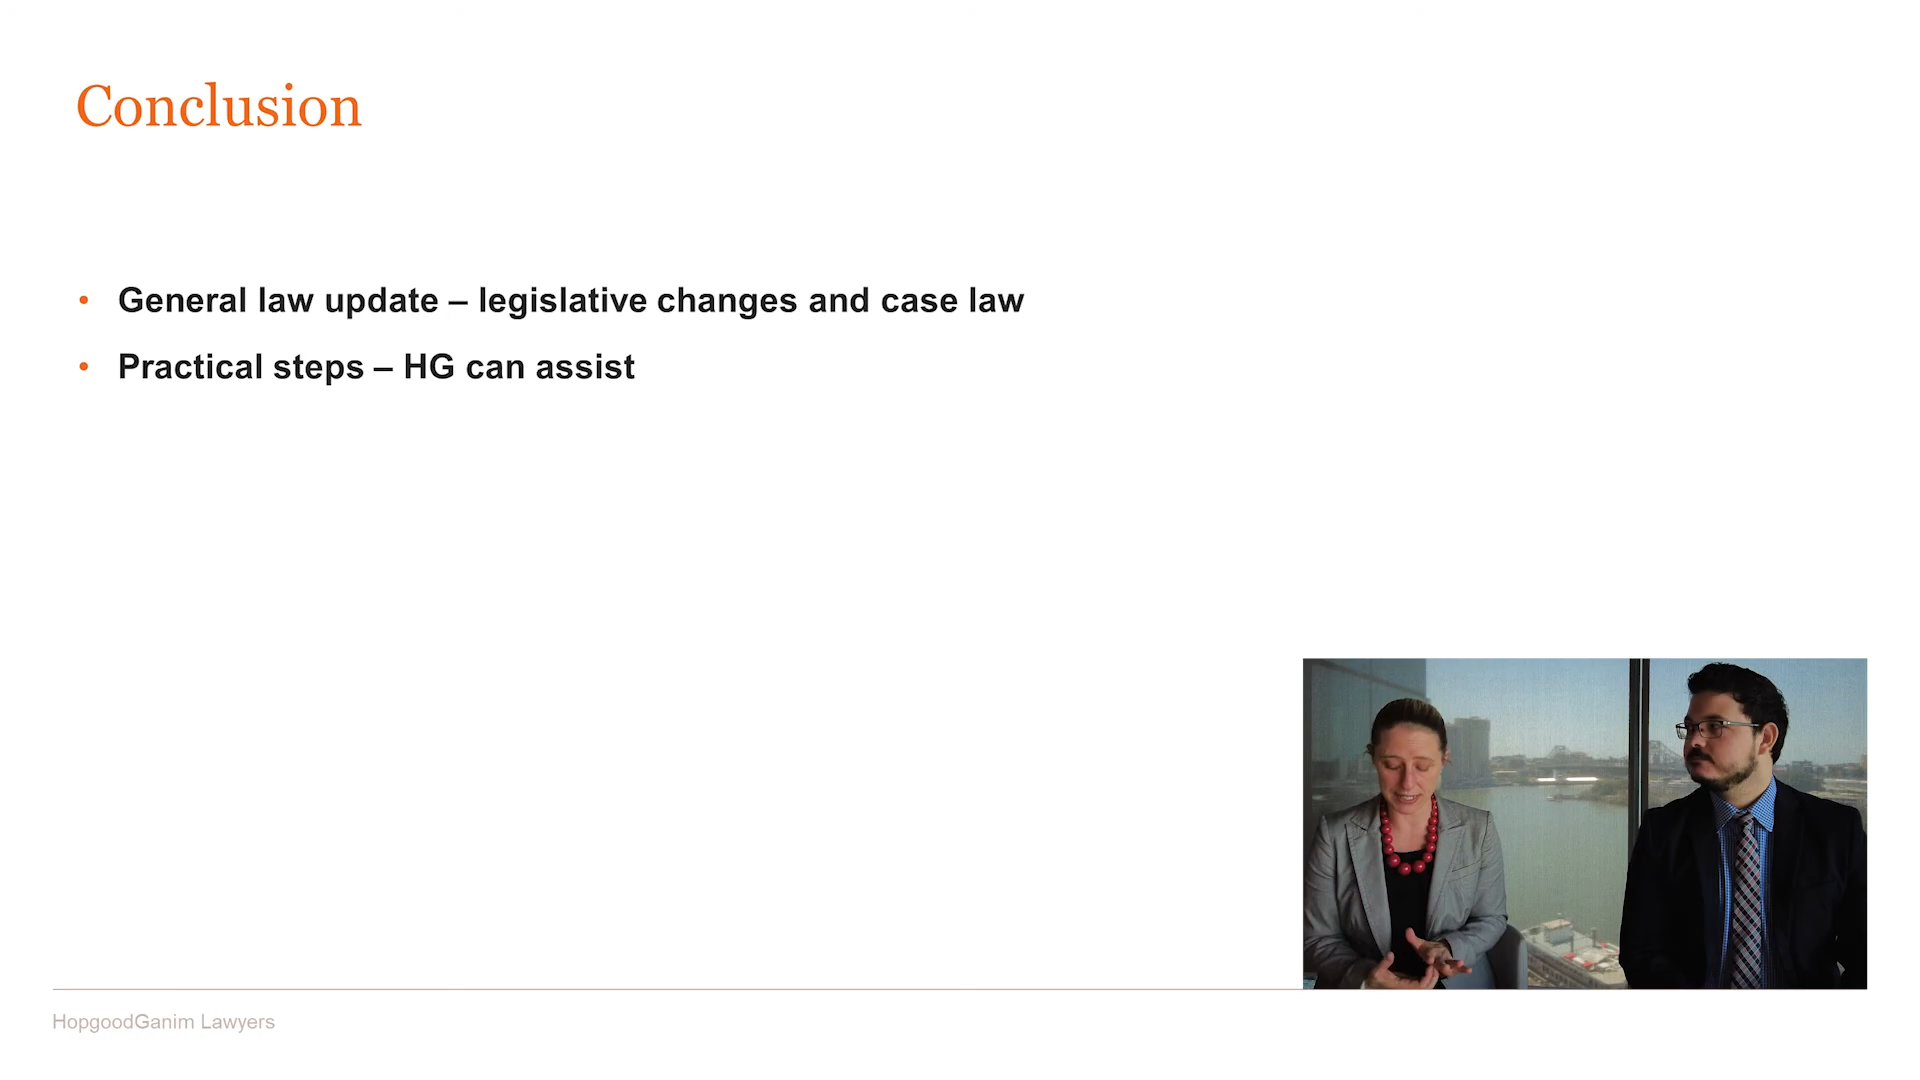 Conclusion
• General law update – legislative changes and case law
• Practical steps – HG can assist
HopgoodGanim Lawyers